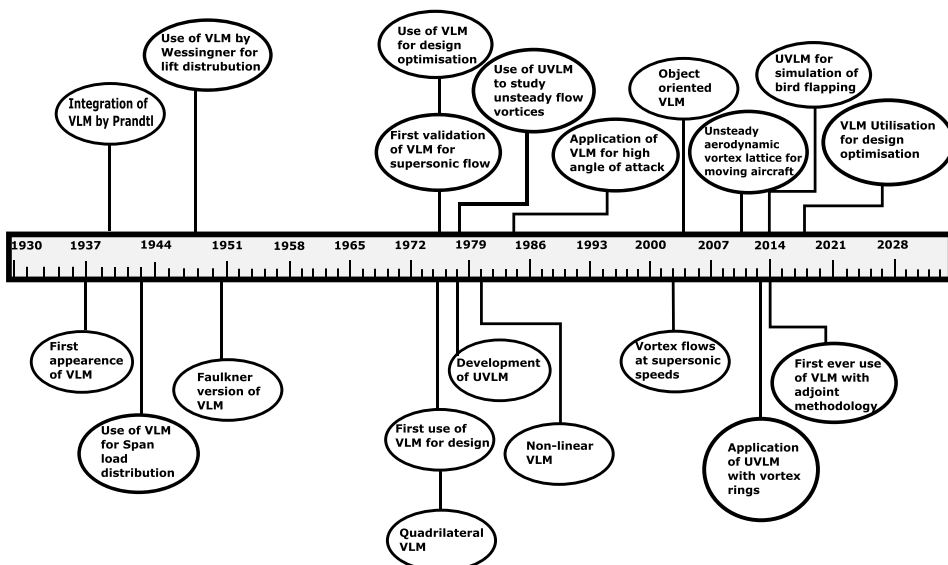 Use of VLM by
Wessingner for
lift distrubution
Integration of
VLM by Prandtl
Use of VLM
for design
optimisation
First validation
of VLM for
supersonic flow
Use of UVLM
to study
unsteady flow
vortices
Application of
VLM for high
angle of attack
Object
oriented
VLM
Unsteady
aerodynamic
vortex lattice for
moving aircraft
UVLM for
simulation of
bird flapping
VLM Utilisation
for design
optimisation
1930 1937 1944 1951 1958 1965 1972 1979 1986 1993 2000 2007 2014 2021 2028
First
appearence
of VLM
Use of VLM
for Span
load
distribution
Faulkner
version of
VLM
First use of
VLM for design
Quadrilateral
VLM
Development
of UVLM
Non-linear
VLM
Vortex flows
at supersonic
speeds
Application
of UVLM
with vortex
rings
First ever use
of VLM with
adjoint
methodology